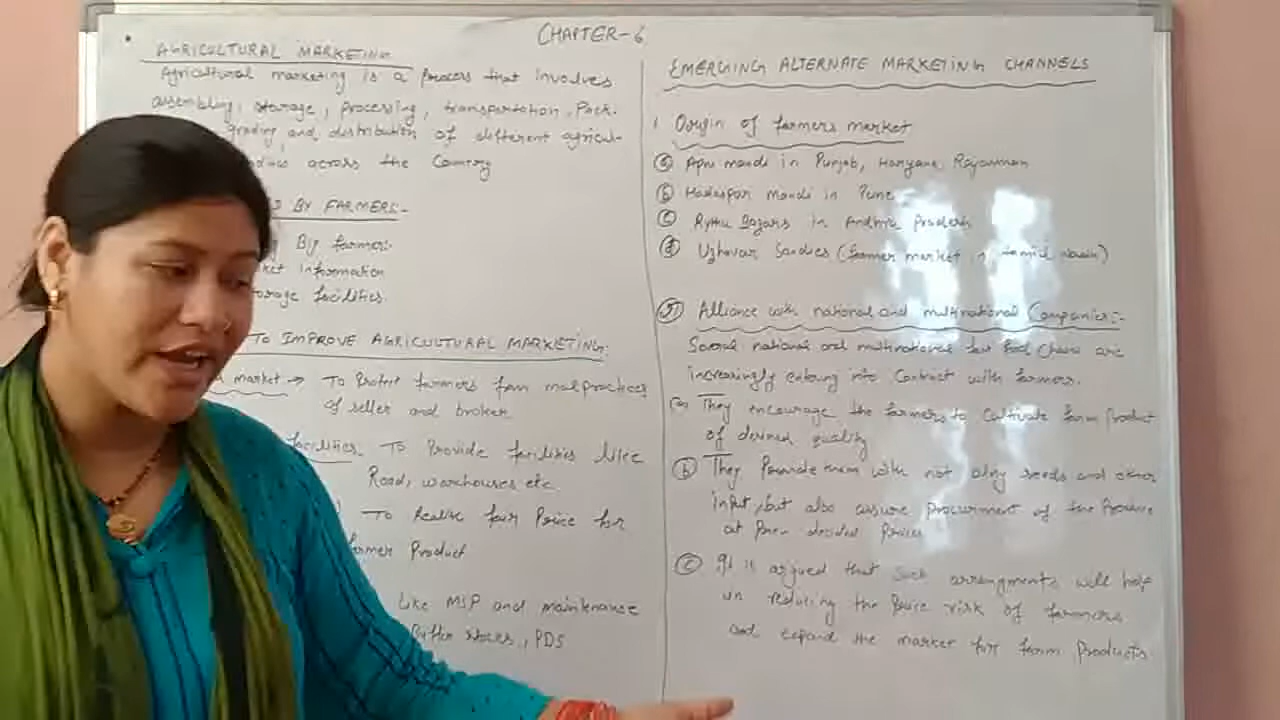 CHAPTER-6
AGRICULTURAL MARKETING
Agricultural marketing is a process that involves
assembling, storage, processing, transportation, Pack-
grading and distribution of different agricul-
across the Country
BY FARMERS:-
By farmer:-
Information
facilities.
TO IMPROVE AGRICULTURAL MARKETING:
market → To Protect farmers from malpractices
of seller and broker
facilities: To Provide facilities like
Road, warehouses etc.
To Realise fair Price for
farmer Product
like MSP and maintenance
Buffer stocks, PDS
EMERGING ALTERNATE MARKETING CHANNELS
1. Origin of farmers market
(a) Apni mandi in Punjab, Haryana, Rajasthan
(b) Hadaspar mandi in Pune
(c) Rythu Bazars in Andhra Pradesh
(d) Uzhavar Sandies (farmer market in tamil
Alliance with national and multinational Companies:-
Several national and multinational fast food Chains are
increasingly entering into Contract with farmers.
(a) They encourage the farmers to cultivate farm Product
of desired quality
(b) They Provide them with not only seeds and other
input, but also assure procurment of the Produce
at Pre-decided Prices
(c) It is argued that such arrangments will help
in reducing the Price risk of farmers
and expand the market for farm Products